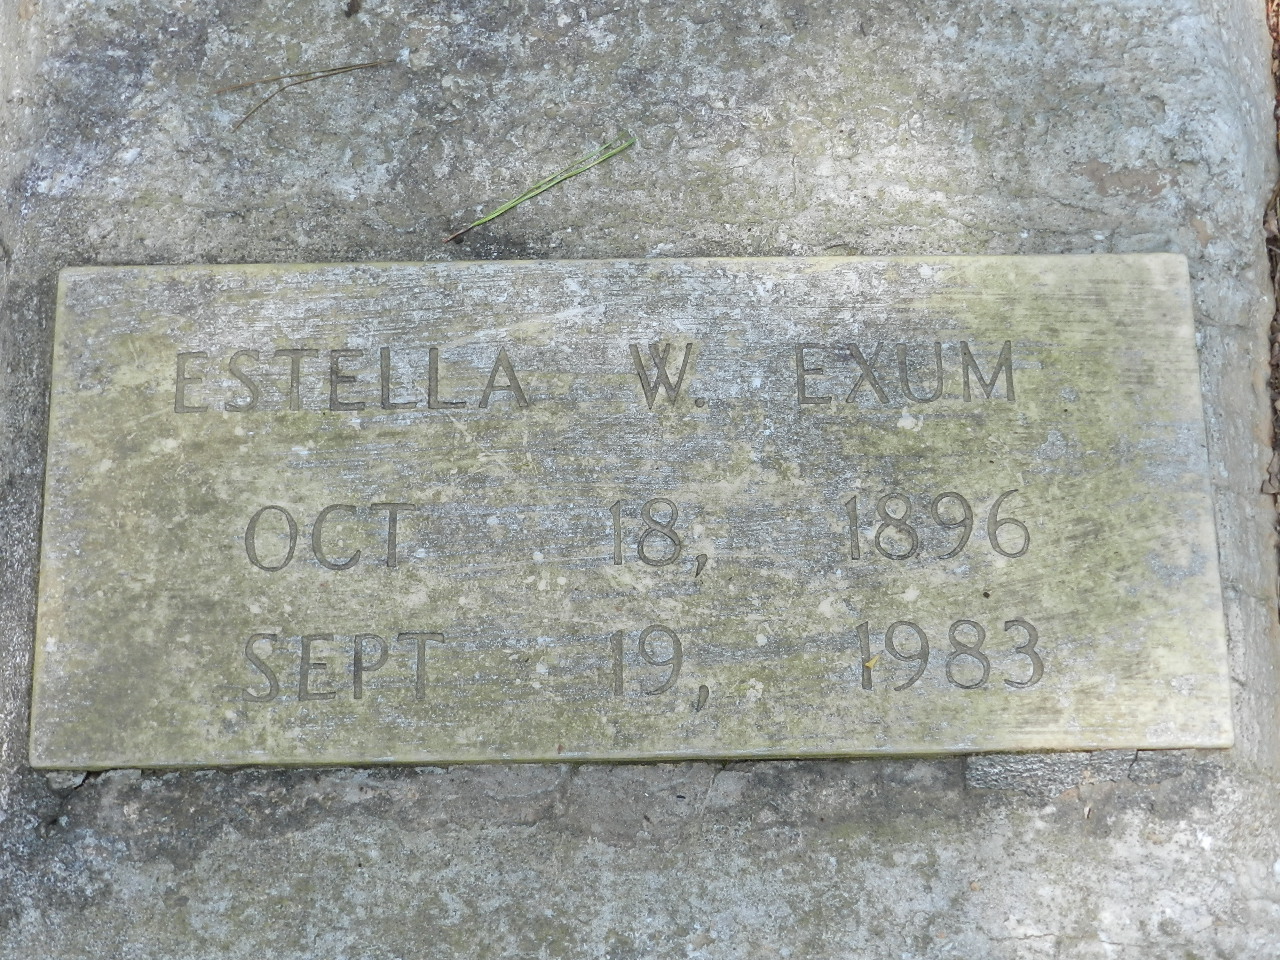 ESTELLA W. EXUM
OCT 18, 1896
SEPT 19, 1983